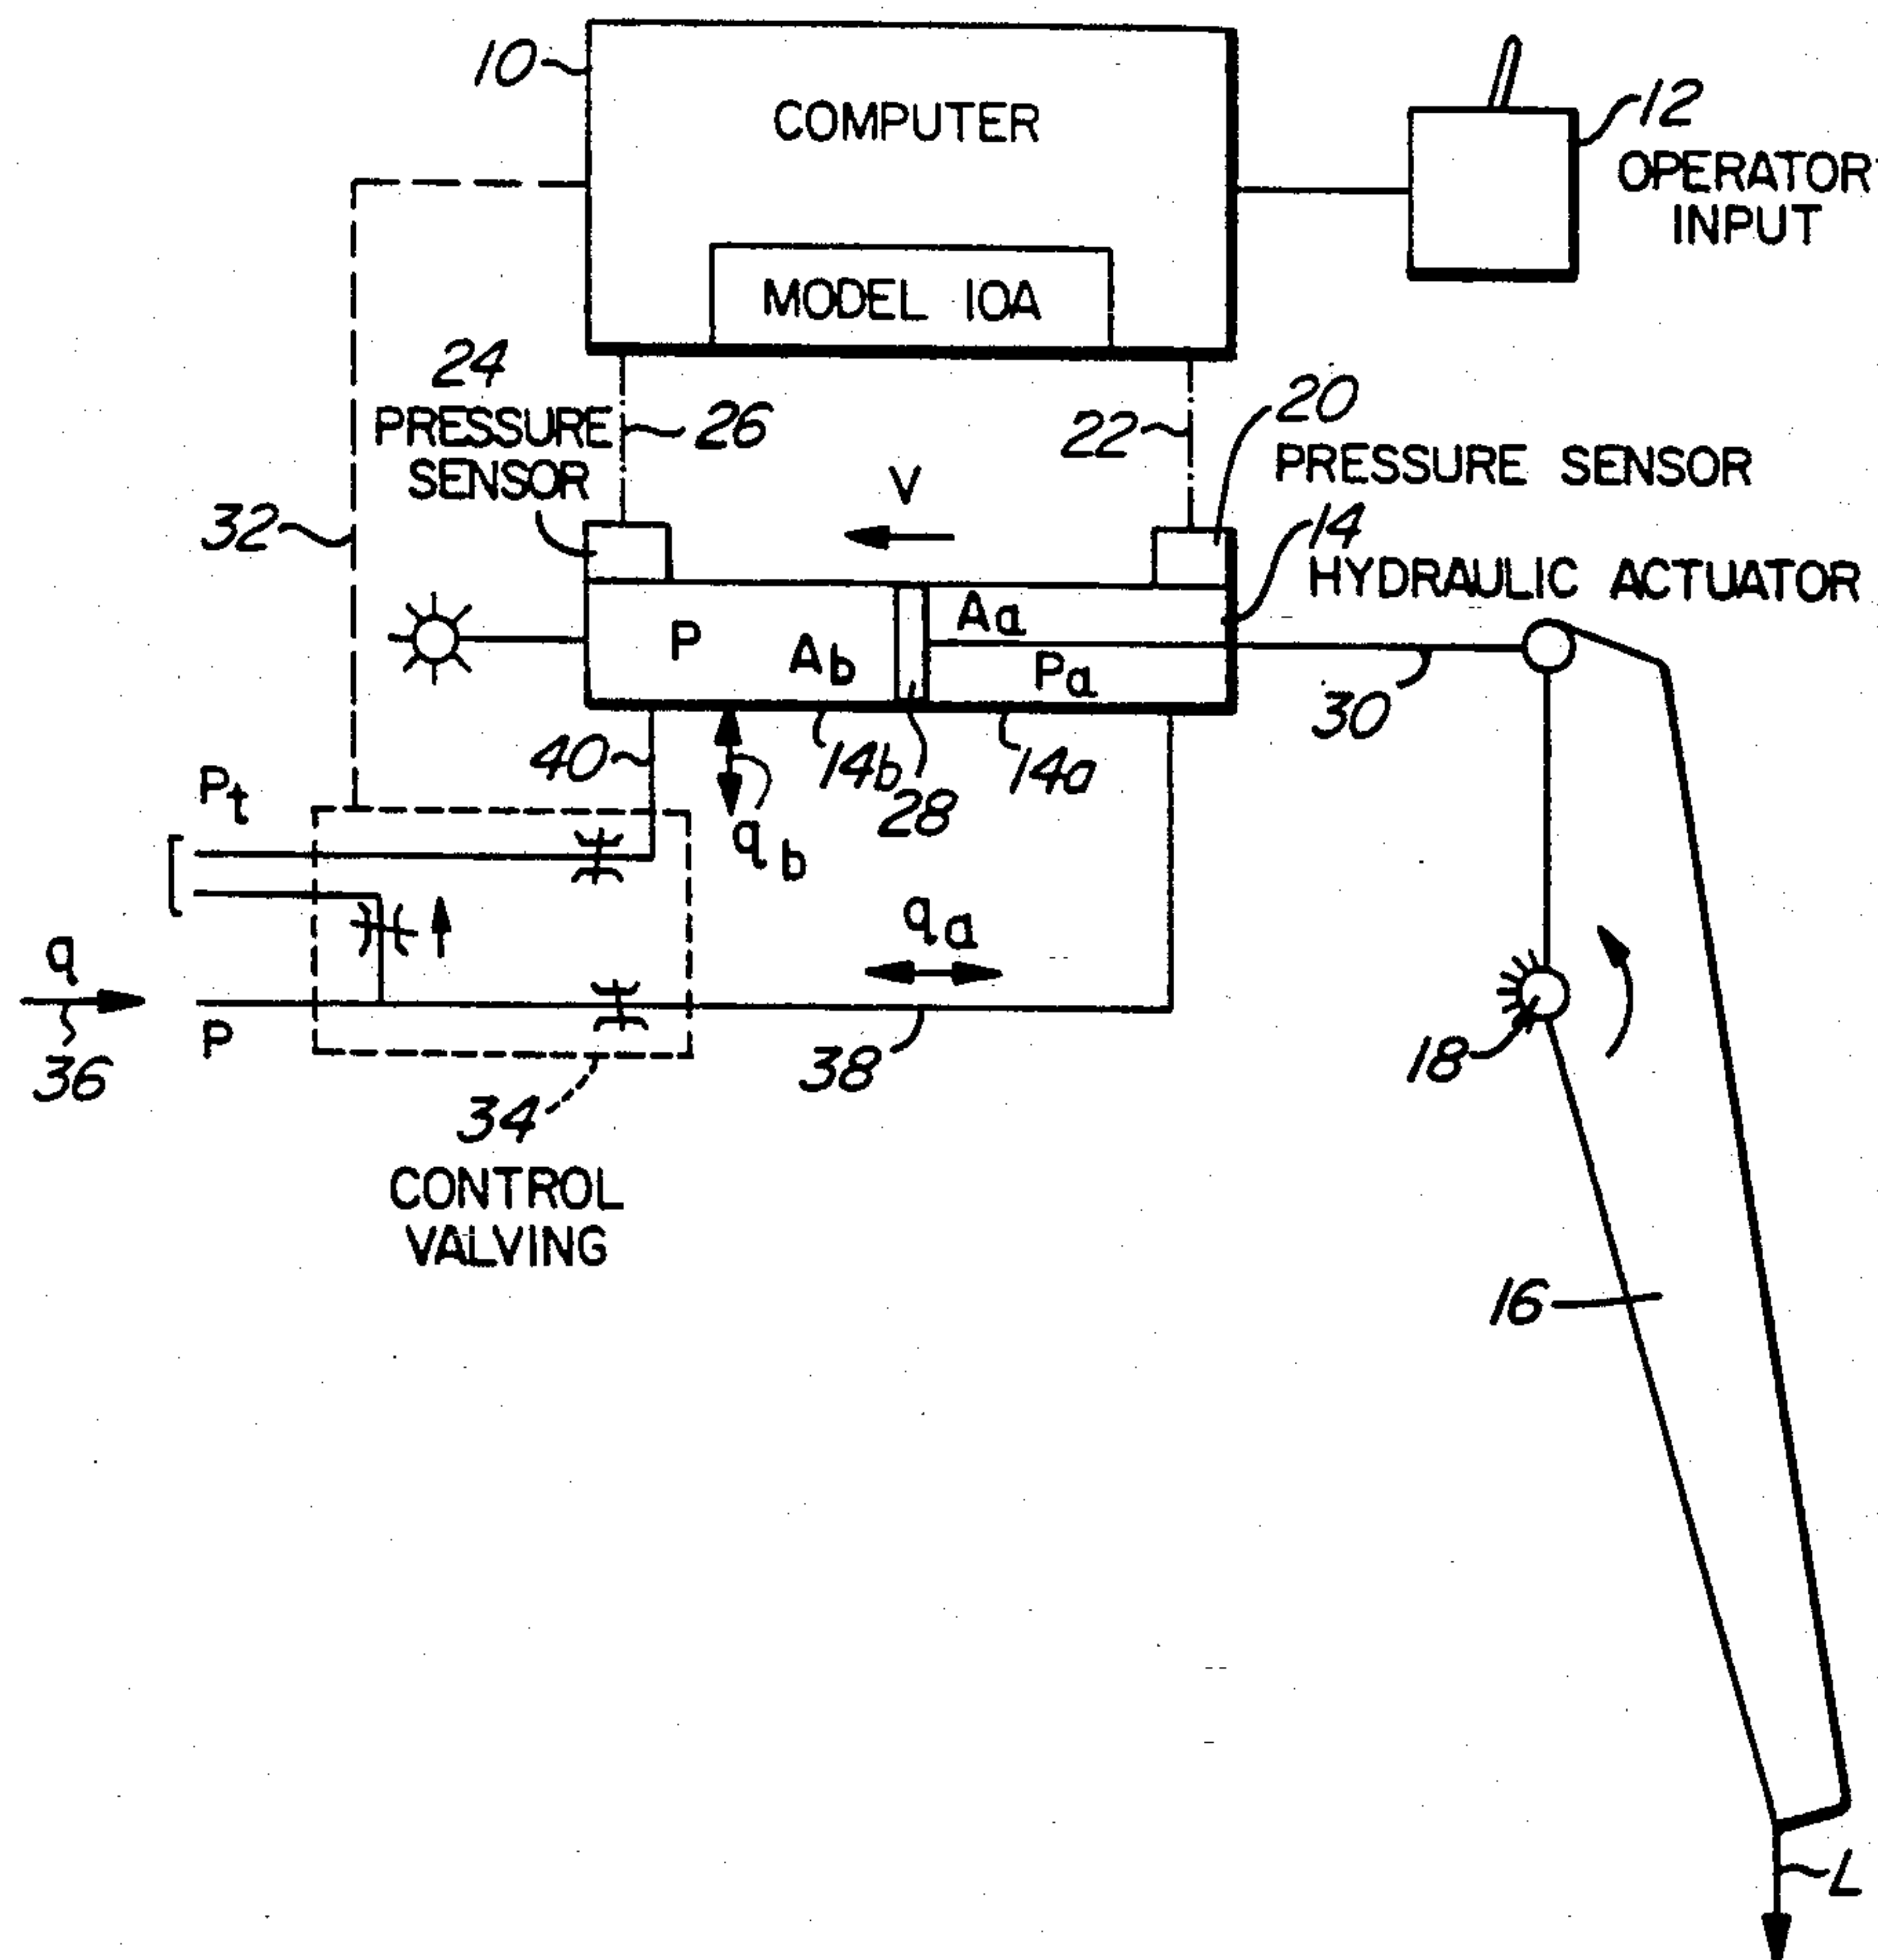 10
COMPUTER
12
OPERATOR
INPUT
MODEL 10A
24
PRESSURE
SENSOR
26
22
20
PRESSURE SENSOR
V
32
14
HYDRAULIC ACTUATOR
P
Ab
Aa
Pa
30
40
14b
28
14a
Pt
qb
qa
q
P
36
38
18
34
CONTROL
VALVING
16
L